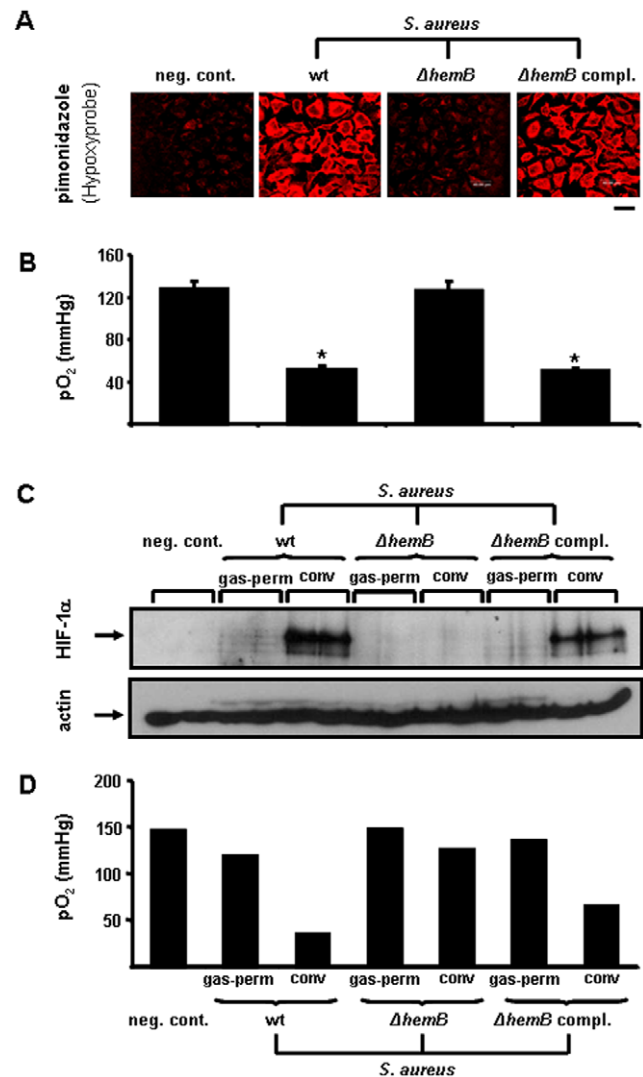 A
S. aureus
neg. cont. wt ΔhemB ΔhemB compl.
pimonidazole
(Hypoxyprobe)
B
pO2 (mmHg)
160
120
80
40
* *
C
S. aureus
neg. cont. wt ΔhemB ΔhemB compl.
gas-perm conv gas-perm conv gas-perm conv
HIF-1α
actin
D
pO2 (mmHg)
200
150
100
50
gas-perm conv gas-perm conv gas-perm conv
neg. cont. wt ΔhemB ΔhemB compl.
S. aureus